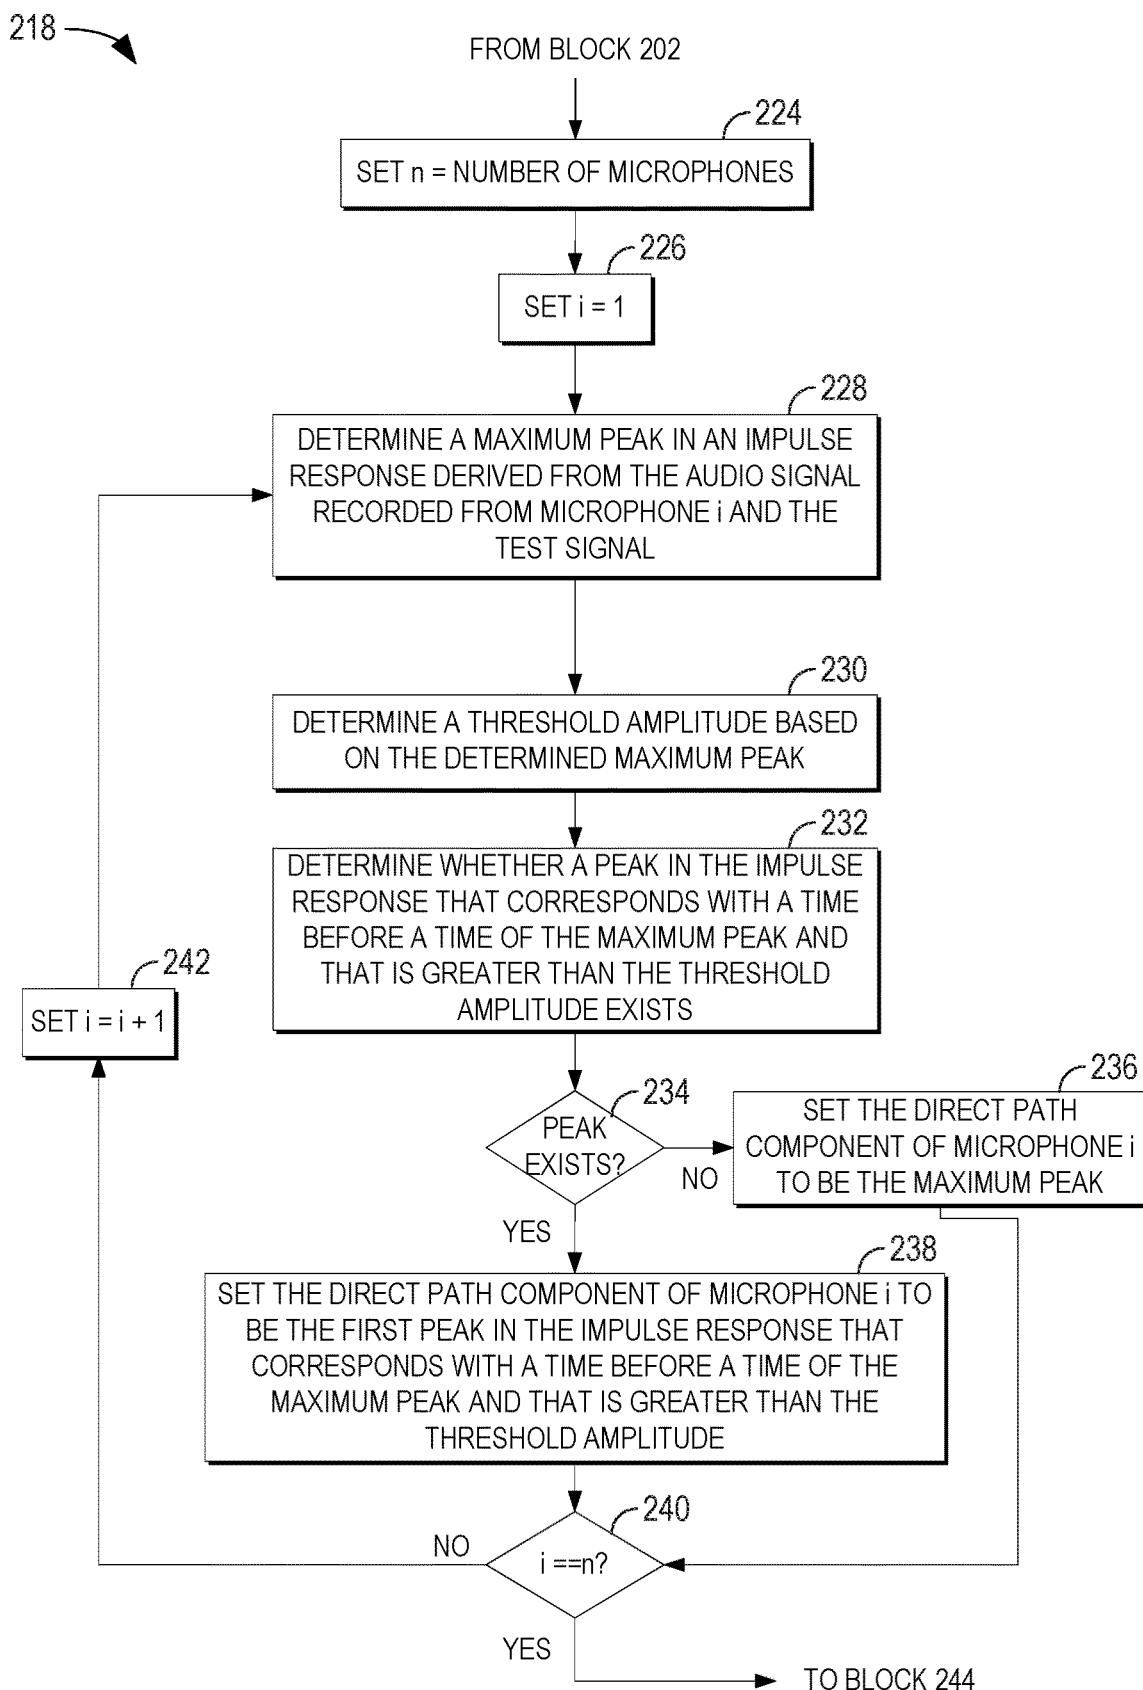 218
FROM BLOCK 202
224
SET n = NUMBER OF MICROPHONES
226
SET i = 1
228
DETERMINE A MAXIMUM PEAK IN AN IMPULSE
RESPONSE DERIVED FROM THE AUDIO SIGNAL
RECORDED FROM MICROPHONE i AND THE
TEST SIGNAL
230
DETERMINE A THRESHOLD AMPLITUDE BASED
ON THE DETERMINED MAXIMUM PEAK
232
DETERMINE WHETHER A PEAK IN THE IMPULSE
RESPONSE THAT CORRESPONDS WITH A TIME
BEFORE A TIME OF THE MAXIMUM PEAK AND
THAT IS GREATER THAN THE THRESHOLD
AMPLITUDE EXISTS
242
SET i = i + 1
234
PEAK
EXISTS?
NO
236
SET THE DIRECT PATH
COMPONENT OF MICROPHONE i
TO BE THE MAXIMUM PEAK
YES
238
SET THE DIRECT PATH COMPONENT OF MICROPHONE i TO
BE THE FIRST PEAK IN THE IMPULSE RESPONSE THAT
CORRESPONDS WITH A TIME BEFORE A TIME OF THE
MAXIMUM PEAK AND THAT IS GREATER THAN THE
THRESHOLD AMPLITUDE
240
NO
i ==n?
YES
TO BLOCK 244